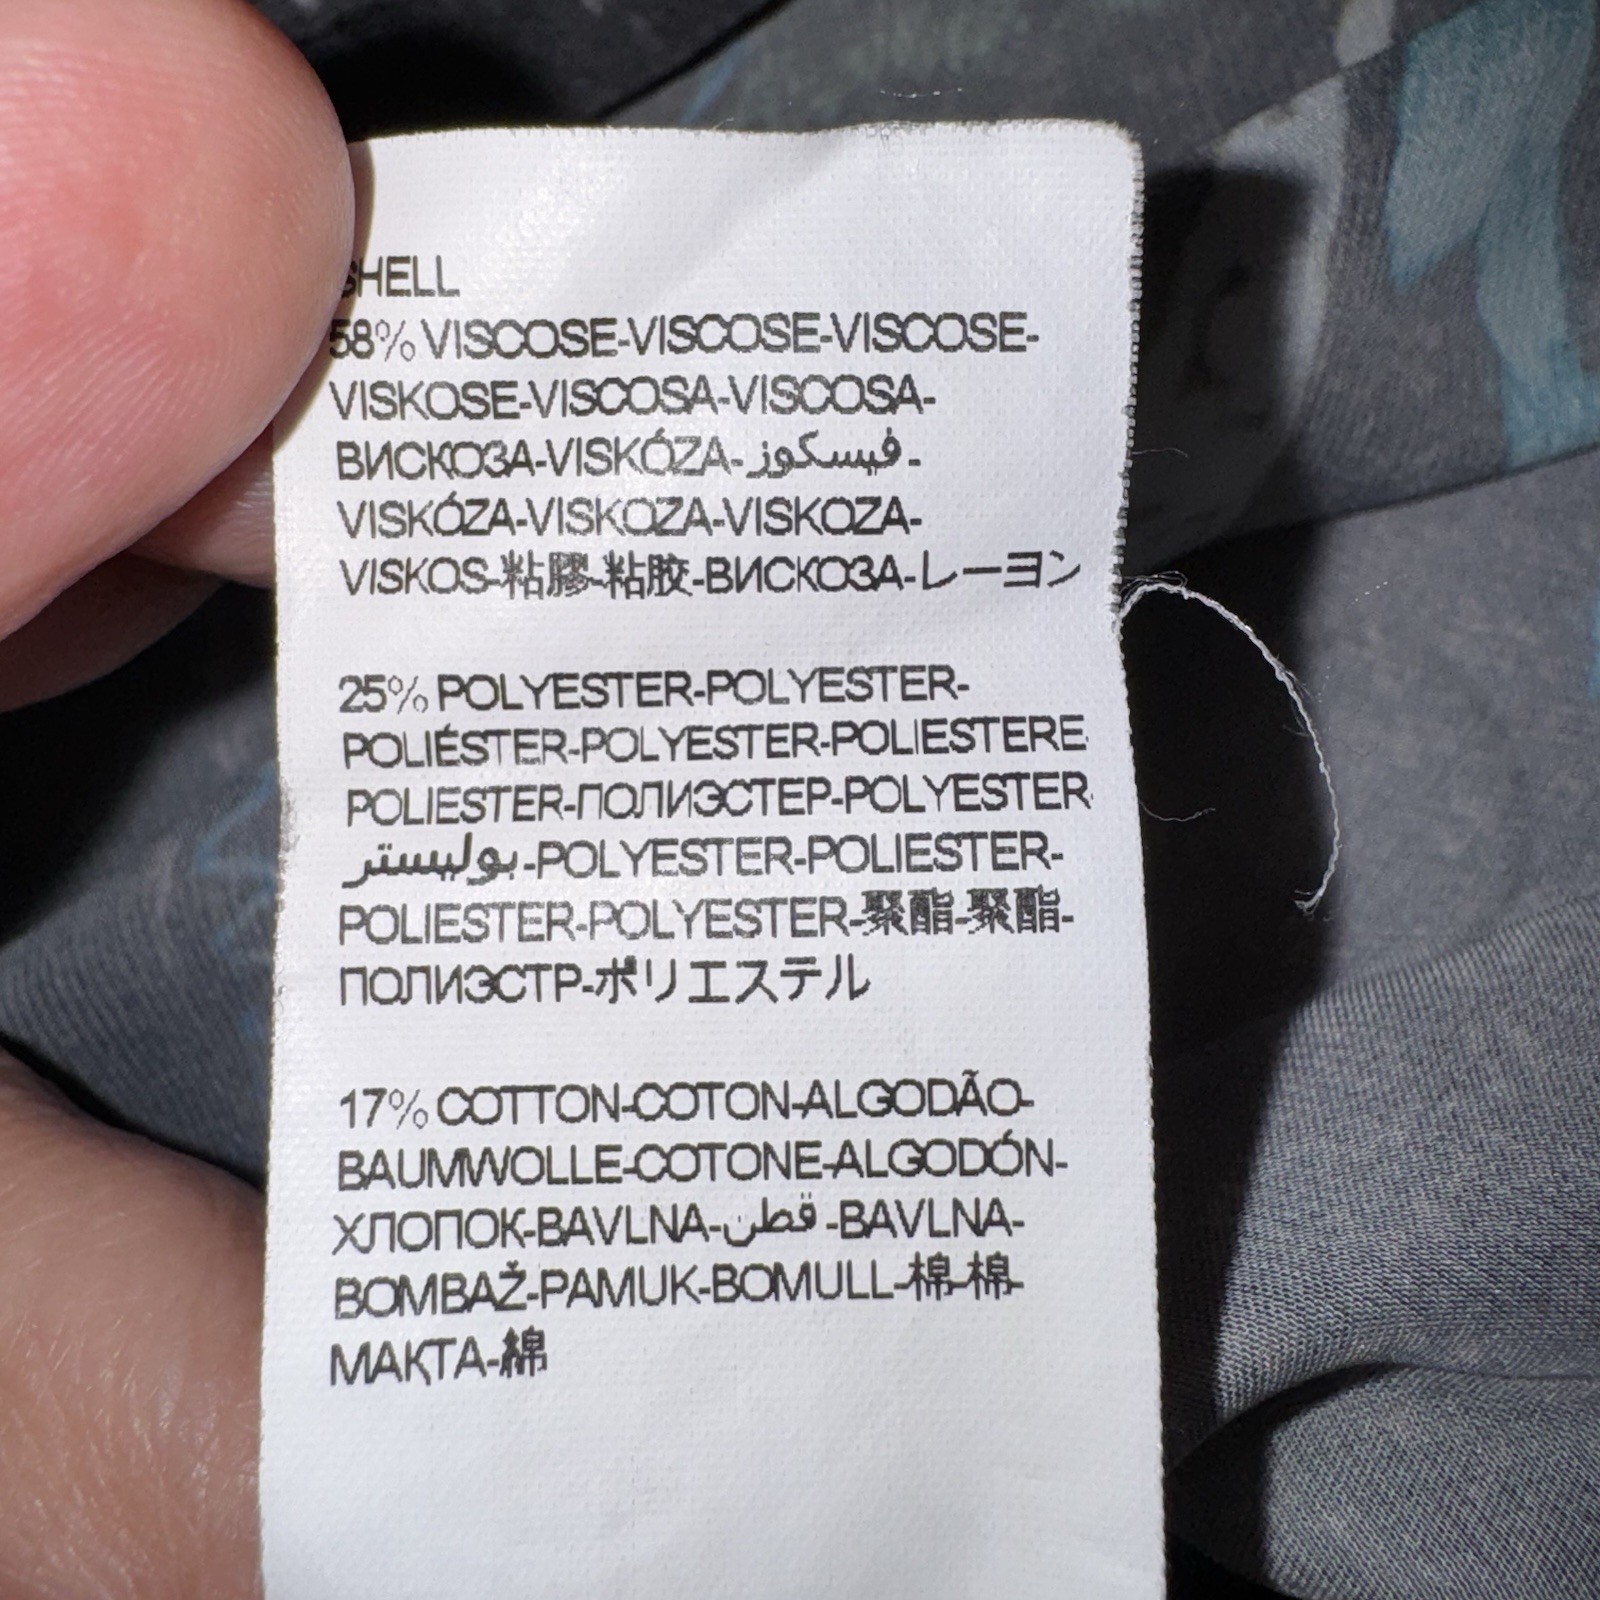 SHELL
58% VISCOSE-VISCOSE-VISCOSE-
VISKOSE-VISCOSA-VISCOSA-
ВИСКОЗА-VISKÓZA-فيسكوز-
VISKÓZA-VISKOZA-VISKOZA-
VISKOS-粘膠-粘胶-ВИСКОЗА-レーヨン
25% POLYESTER-POLYESTER-
POLIÉSTER-POLYESTER-POLIESTERE-
POLIESTER-ПОЛИЭСТЕР-POLYESTER-
بوليستر-POLYESTER-POLIESTER-
POLIESTER-POLYESTER-聚酯-聚酯-
ПОЛИЭСТР-ポリエステル
17% COTTON-COTON-ALGODÃO-
BAUMWOLLE-COTONE-ALGODÓN-
ХЛОПОК-BAVLNA-قطن-BAVLNA-
BOMBAŽ-PAMUK-BOMULL-棉-棉-
МАҚТА-綿